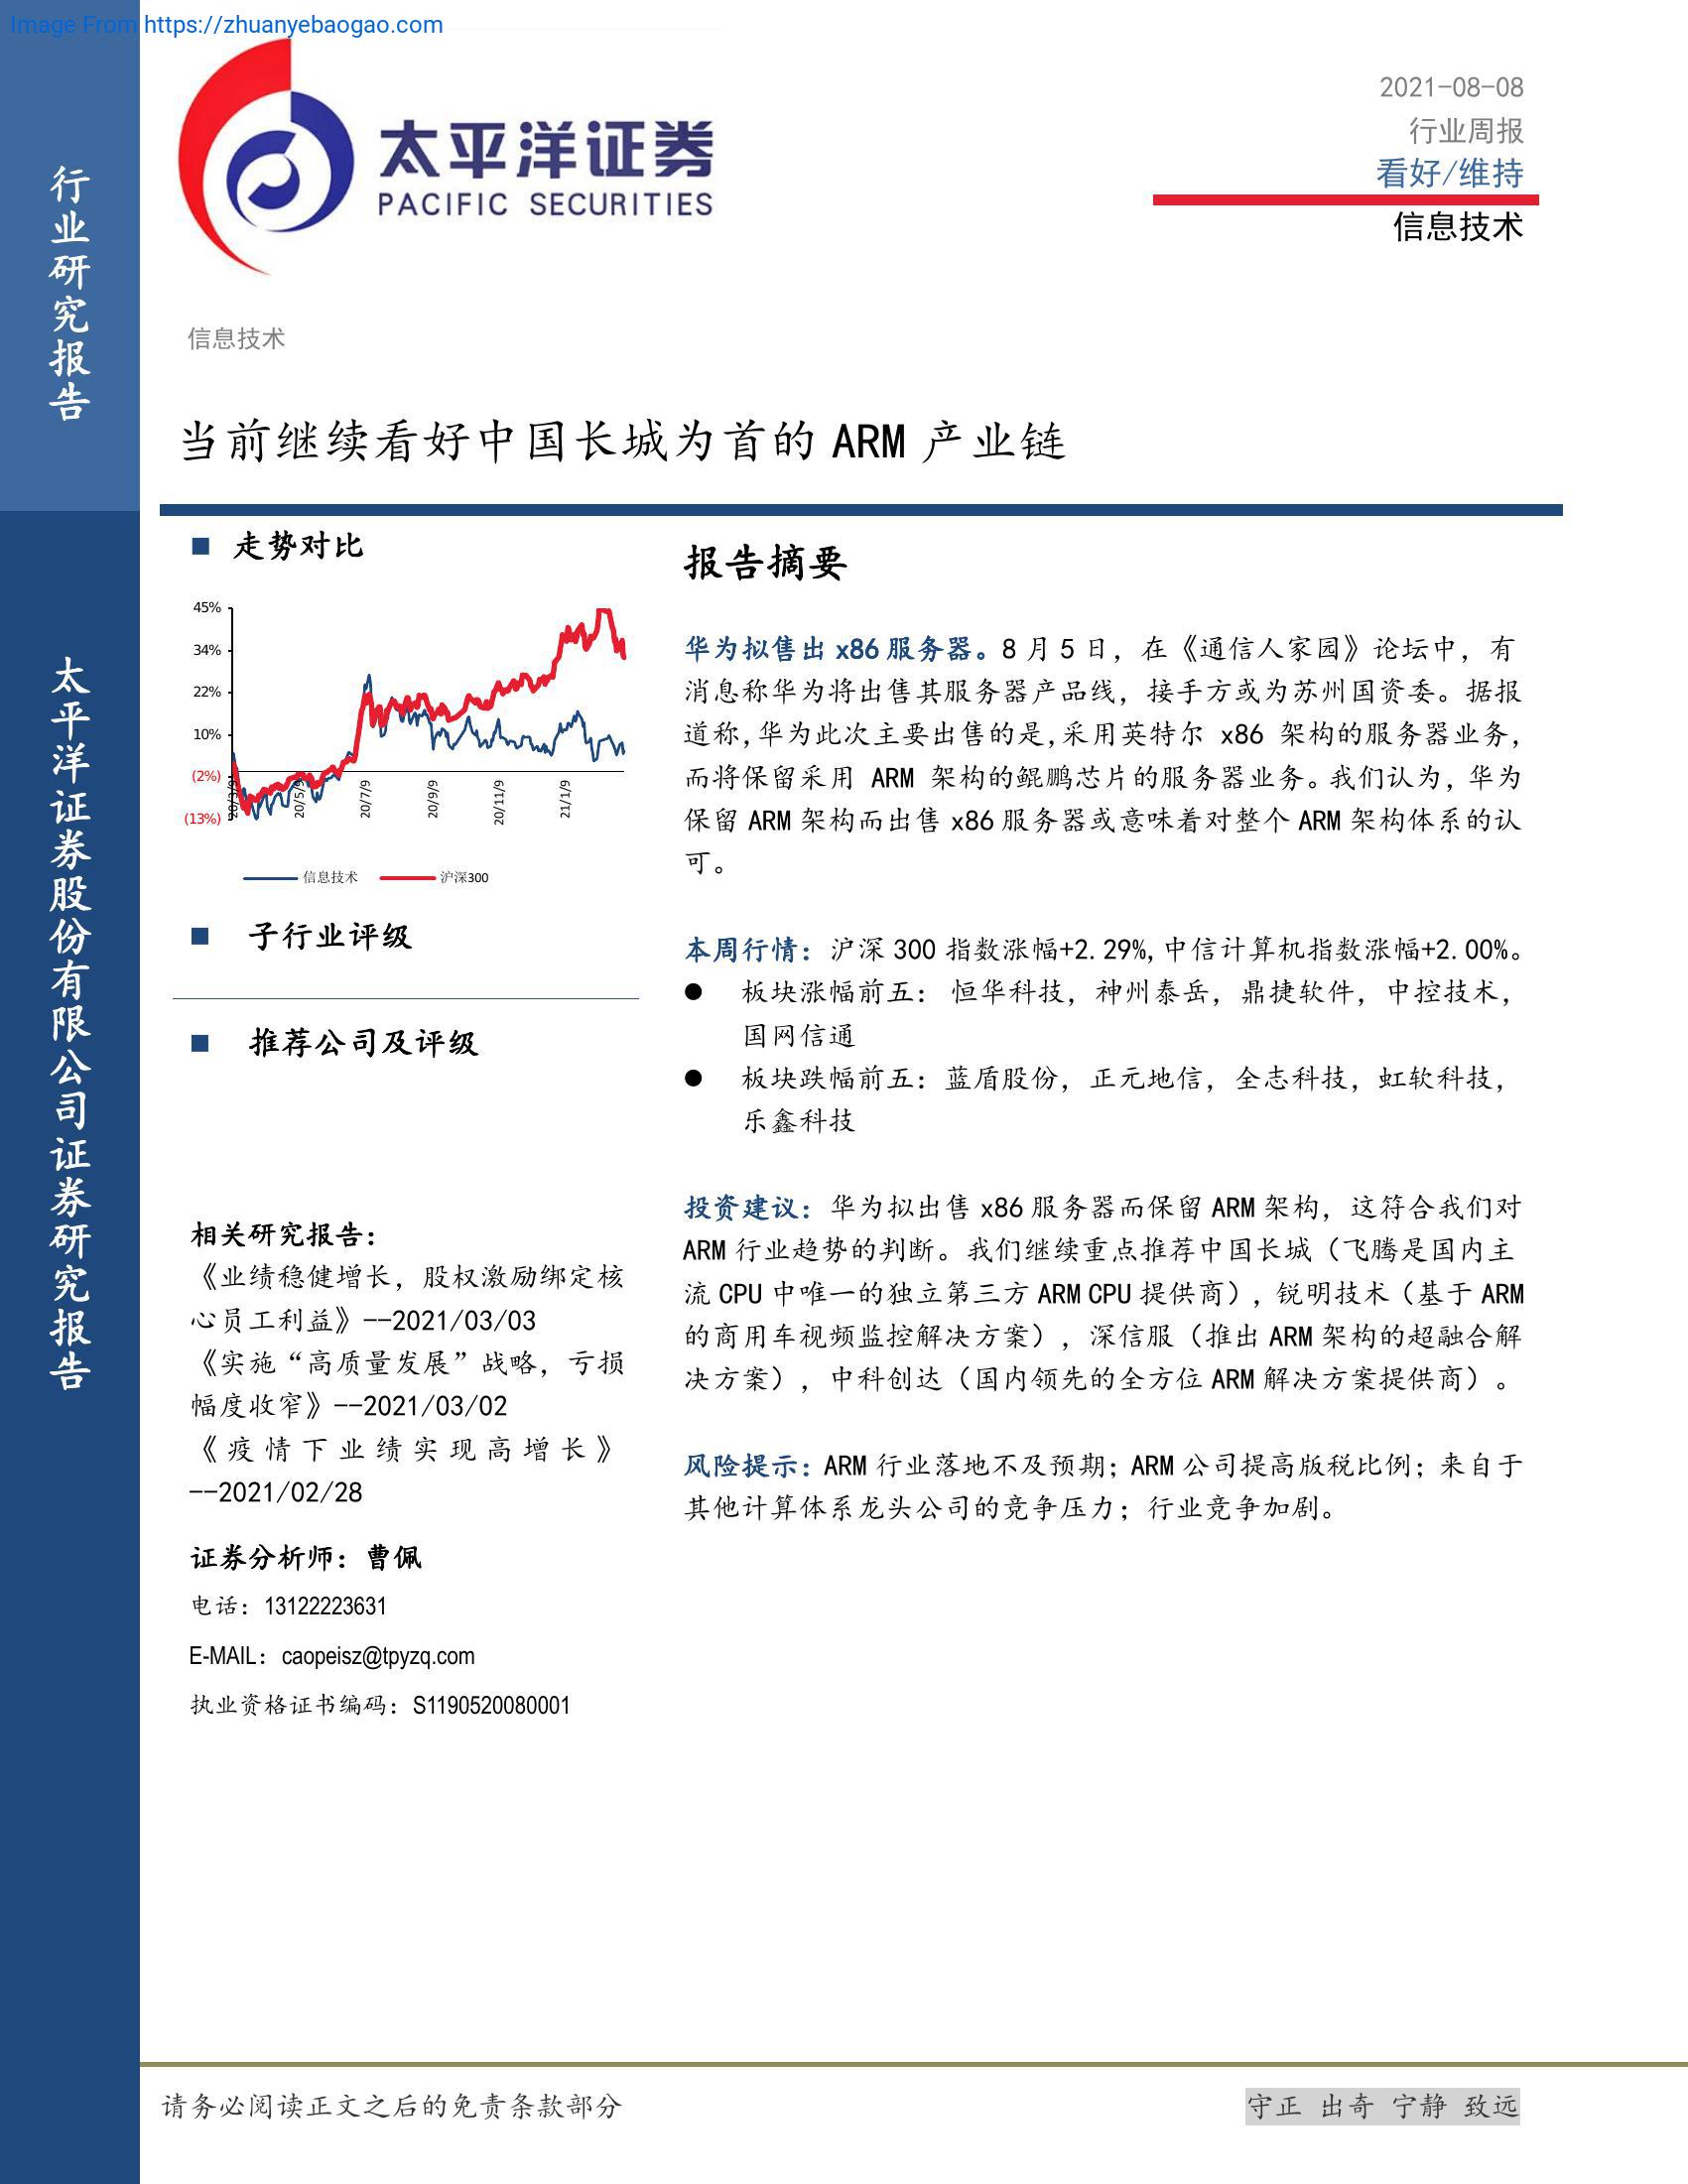 Image From https://zhuanyebaogao.com
行业研究报告
太平洋证券股份有限公司证券研究报告
太平洋证券
PACIFIC SECURITIES
2021-08-08
行业周报
看好/维持
信息技术
信息技术
当前继续看好中国长城为首的 ARM 产业链
■ 走势对比
45%
34%
22%
10%
(2%)
(13%)
20/3/9
20/5/9
20/7/9
20/9/9
20/11/9
21/1/9
信息技术 沪深300
■ 子行业评级
■ 推荐公司及评级
相关研究报告：
《业绩稳健增长，股权激励绑定核
心员工利益》--2021/03/03
《实施“高质量发展”战略，亏损
幅度收窄》--2021/03/02
《疫情下业绩实现高增长》
--2021/02/28
证券分析师：曹佩
电话：13122223631
E-MAIL：caopeisz@tpyzq.com
执业资格证书编码：S1190520080001
报告摘要
华为拟售出 x86 服务器。8 月 5 日，在《通信人家园》论坛中，有
消息称华为将出售其服务器产品线，接手方或为苏州国资委。据报
道称，华为此次主要出售的是，采用英特尔 x86 架构的服务器业务，
而将保留采用 ARM 架构的鲲鹏芯片的服务器业务。我们认为，华为
保留 ARM 架构而出售 x86 服务器或意味着对整个 ARM 架构体系的认
可。
本周行情：沪深 300 指数涨幅+2.29%,中信计算机指数涨幅+2.00%。
● 板块涨幅前五： 恒华科技，神州泰岳，鼎捷软件，中控技术，
国网信通
● 板块跌幅前五：蓝盾股份，正元地信，全志科技，虹软科技，
乐鑫科技
投资建议：华为拟出售 x86 服务器而保留 ARM 架构，这符合我们对
ARM 行业趋势的判断。我们继续重点推荐中国长城（飞腾是国内主
流 CPU 中唯一的独立第三方 ARM CPU 提供商），锐明技术（基于 ARM
的商用车视频监控解决方案），深信服（推出 ARM 架构的超融合解
决方案），中科创达（国内领先的全方位 ARM 解决方案提供商）。
风险提示：ARM 行业落地不及预期；ARM 公司提高版税比例；来自于
其他计算体系龙头公司的竞争压力；行业竞争加剧。
请务必阅读正文之后的免责条款部分
守正 出奇 宁静 致远